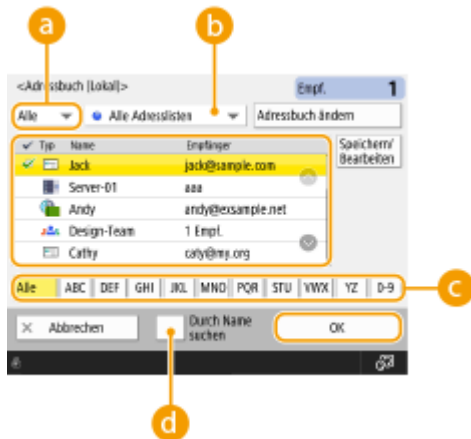 a
b
<Adressbuch (Lokal)>
Empf. 1
Alle
Alle Adresslisten
Adressbuch ändern
Typ Name Empfänger
Speichern/
Bearbeiten
Jack jack@sample.com
Server-01 aaa
Andy andy@exsample.net
Design-Team 1 Empf.
Cathy caty@my.org
Alle ABC DEF GHI JKL MNO PQR STU VWX YZ 0-9
c
Abbrechen
Durch Name
suchen
OK
d